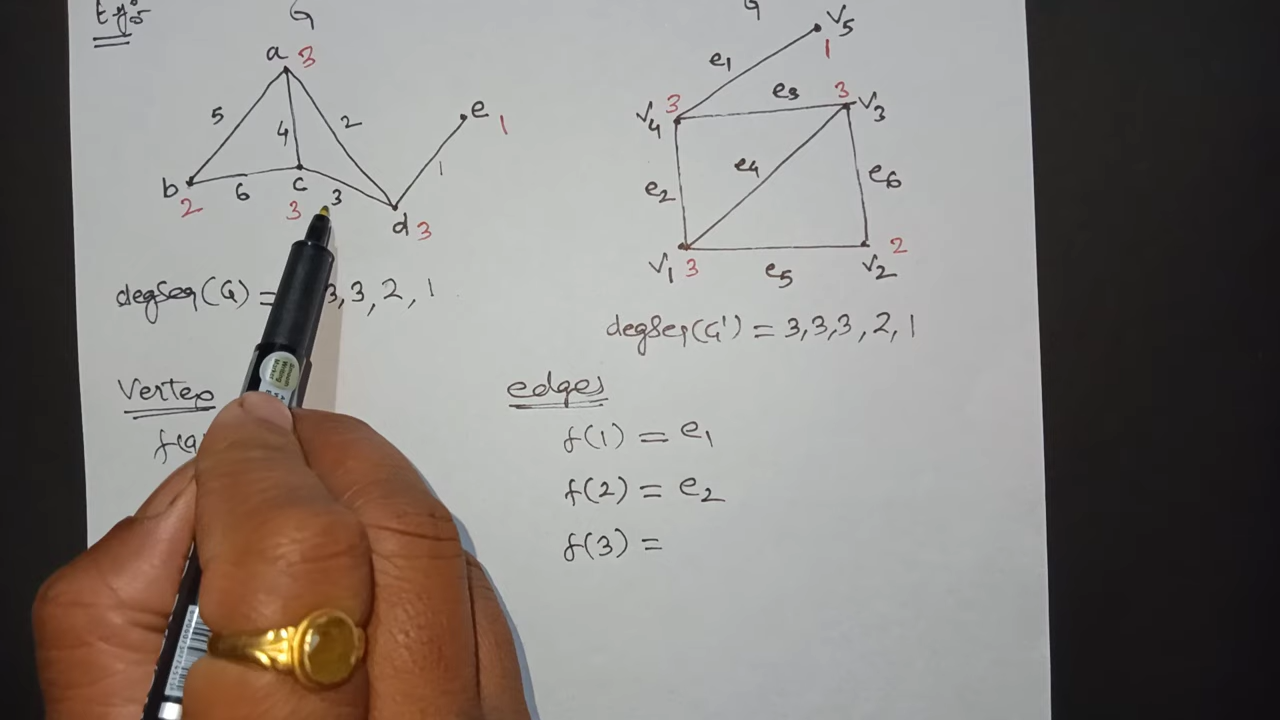 G
a 3
5
4
2
e 1
1
b 2
6
c 3
3
d 3
degSeq(G) = 3, 3, 2, 1
G
V5 1
e1
V4 3
e3
3 V3
e4
e2
e6
V1 3
e5
V2 2
degSeq(G') = 3, 3, 3, 2, 1
Vertex
f(a
edges
f(1) = e1
f(2) = e2
f(3) =